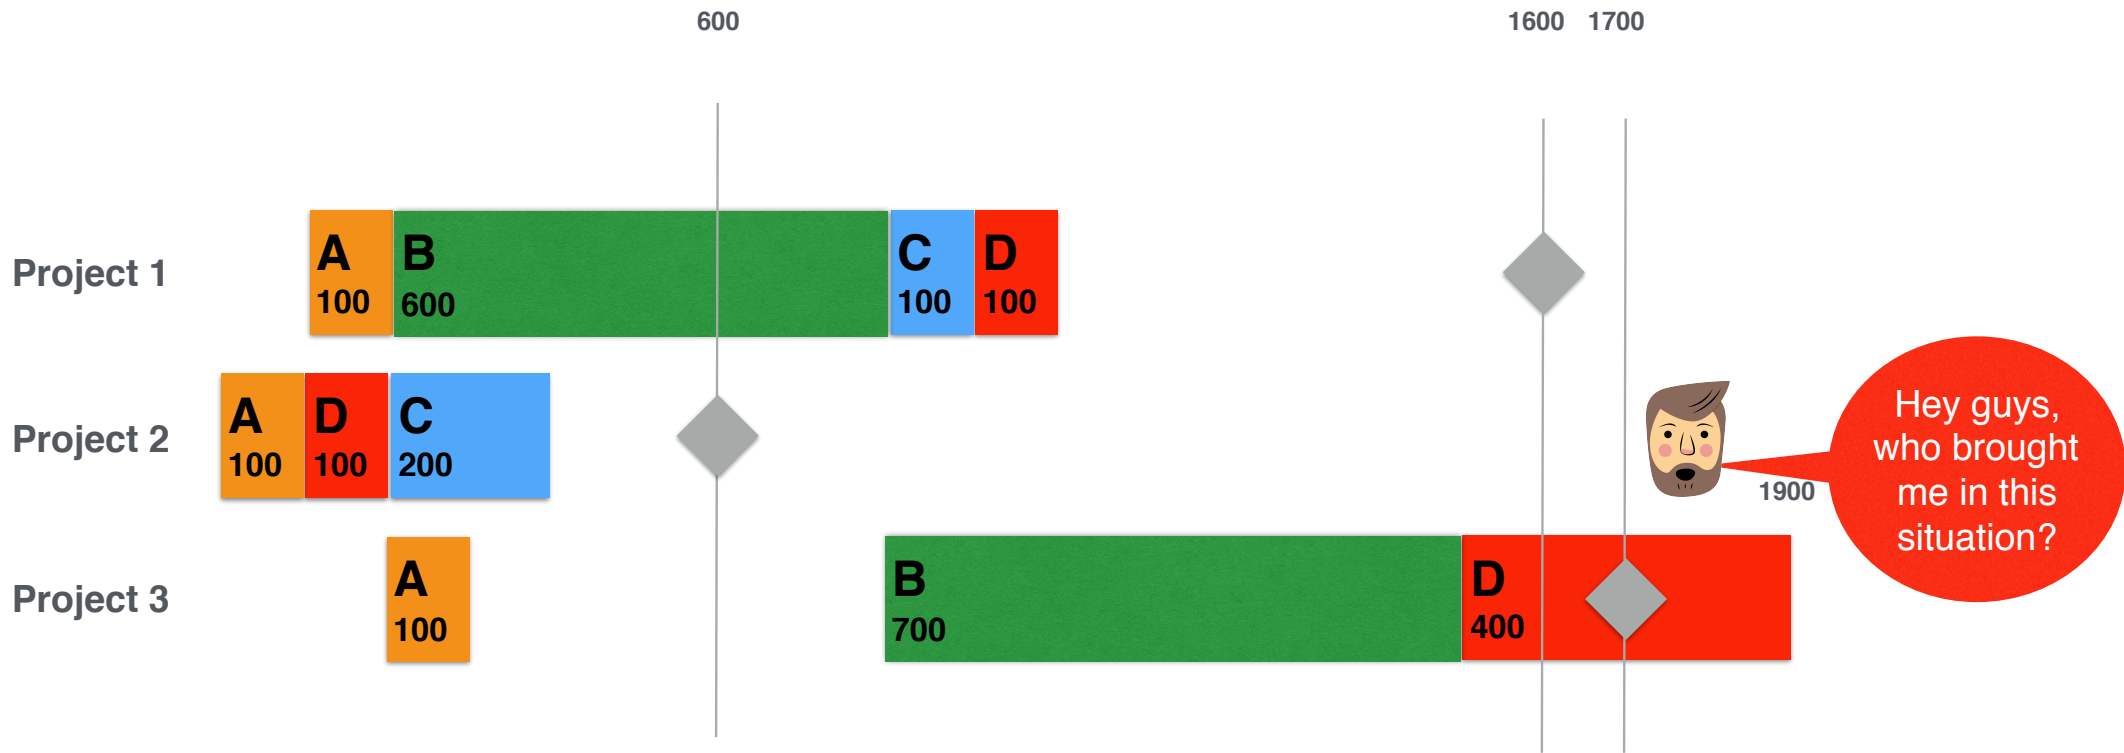 600
1600 1700
Project 1
A
100
B
600
C
100
D
100
Project 2
A
100
D
100
C
200
1900
Hey guys,
who brought
me in this
situation?
Project 3
A
100
B
700
D
400